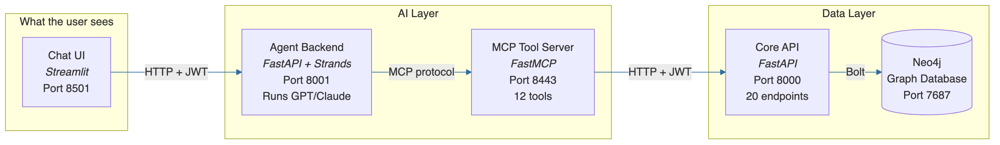 What the user sees
Chat UI
Streamlit
Port 8501
HTTP + JWT
AI Layer
Agent Backend
FastAPI + Strands
Port 8001
Runs GPT/Claude
MCP protocol
MCP Tool Server
FastMCP
Port 8443
12 tools
HTTP + JWT
Data Layer
Core API
FastAPI
Port 8000
20 endpoints
Bolt
Neo4j
Graph Database
Port 7687